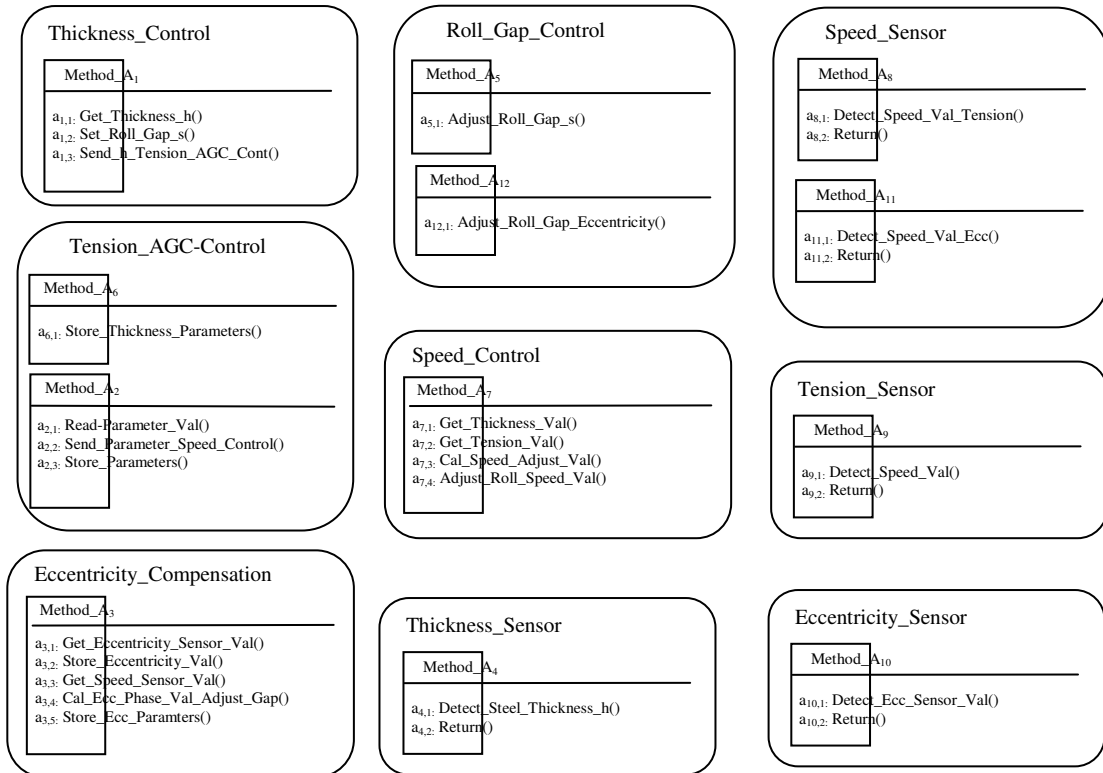 Thickness_Control
Method_A₁
a₁,₁: Get_Thickness_h()
a₁,₂: Set_Roll_Gap_s()
a₁,₃: Send_h_Tension_AGC_Cont()
Tension_AGC-Control
Method_A₆
a₆,₁: Store_Thickness_Parameters()
Method_A₂
a₂,₁: Read-Parameter_Val()
a₂,₂: Send_Parameter_Speed_Control()
a₂,₃: Store_Parameters()
Eccentricity_Compensation
Method_A₃
a₃,₁: Get_Eccentricity_Sensor_Val()
a₃,₂: Store_Eccentricity_Val()
a₃,₃: Get_Speed_Sensor_Val()
a₃,₄: Cal_Ecc_Phase_Val_Adjust_Gap()
a₃,₅: Store_Ecc_Paramters()
Roll_Gap_Control
Method_A₅
a₅,₁: Adjust_Roll_Gap_s()
Method_A₁₂
a₁₂,₁: Adjust_Roll_Gap_Eccentricity()
Speed_Control
Method_A₇
a₇,₁: Get_Thickness_Val()
a₇,₂: Get_Tension_Val()
a₇,₃: Cal_Speed_Adjust_Val()
a₇,₄: Adjust_Roll_Speed_Val()
Thickness_Sensor
Method_A₄
a₄,₁: Detect_Steel_Thickness_h()
a₄,₂: Return()
Speed_Sensor
Method_A₈
a₈,₁: Detect_Speed_Val_Tension()
a₈,₂: Return()
Method_A₁₁
a₁₁,₁: Detect_Speed_Val_Ecc()
a₁₁,₂: Return()
Tension_Sensor
Method_A₉
a₉,₁: Detect_Speed_Val()
a₉,₂: Return()
Eccentricity_Sensor
Method_A₁₀
a₁₀,₁: Detect_Ecc_Sensor_Val()
a₁₀,₂: Return()